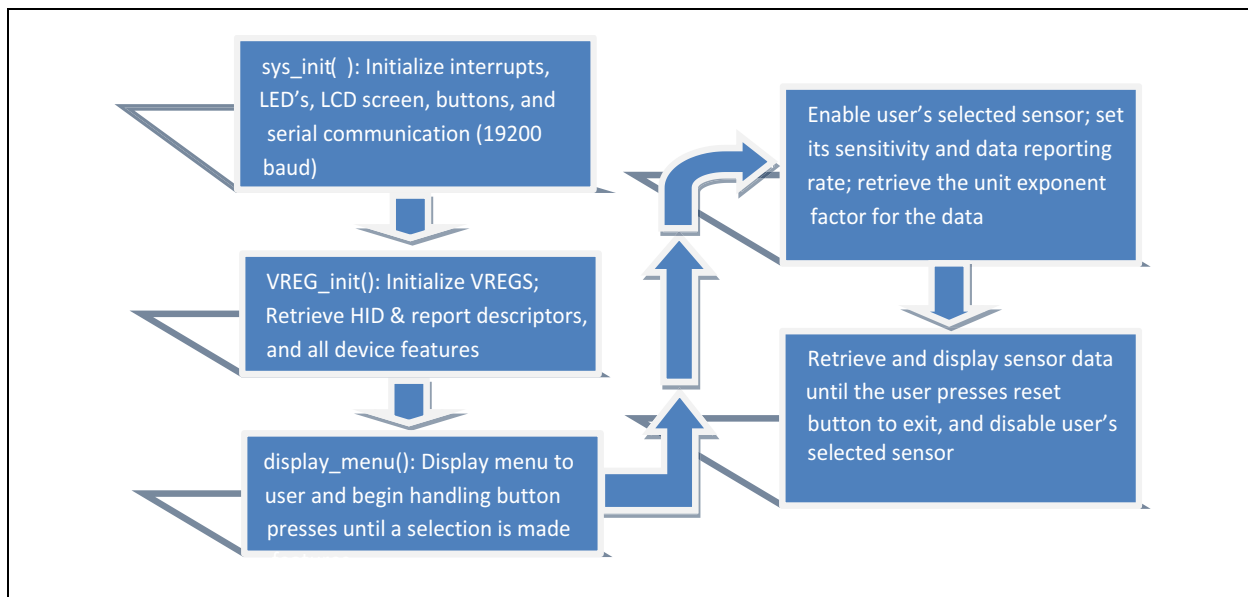 sys_init( ): Initialize interrupts,
LED’s, LCD screen, buttons, and
serial communication (19200
baud)
VREG_init(): Initialize VREGS;
Retrieve HID & report descriptors,
and all device features
display_menu(): Display menu to
user and begin handling button
presses until a selection is made
Enable user’s selected sensor; set
its sensitivity and data reporting
rate; retrieve the unit exponent
factor for the data
Retrieve and display sensor data
until the user presses reset
button to exit, and disable user’s
selected sensor